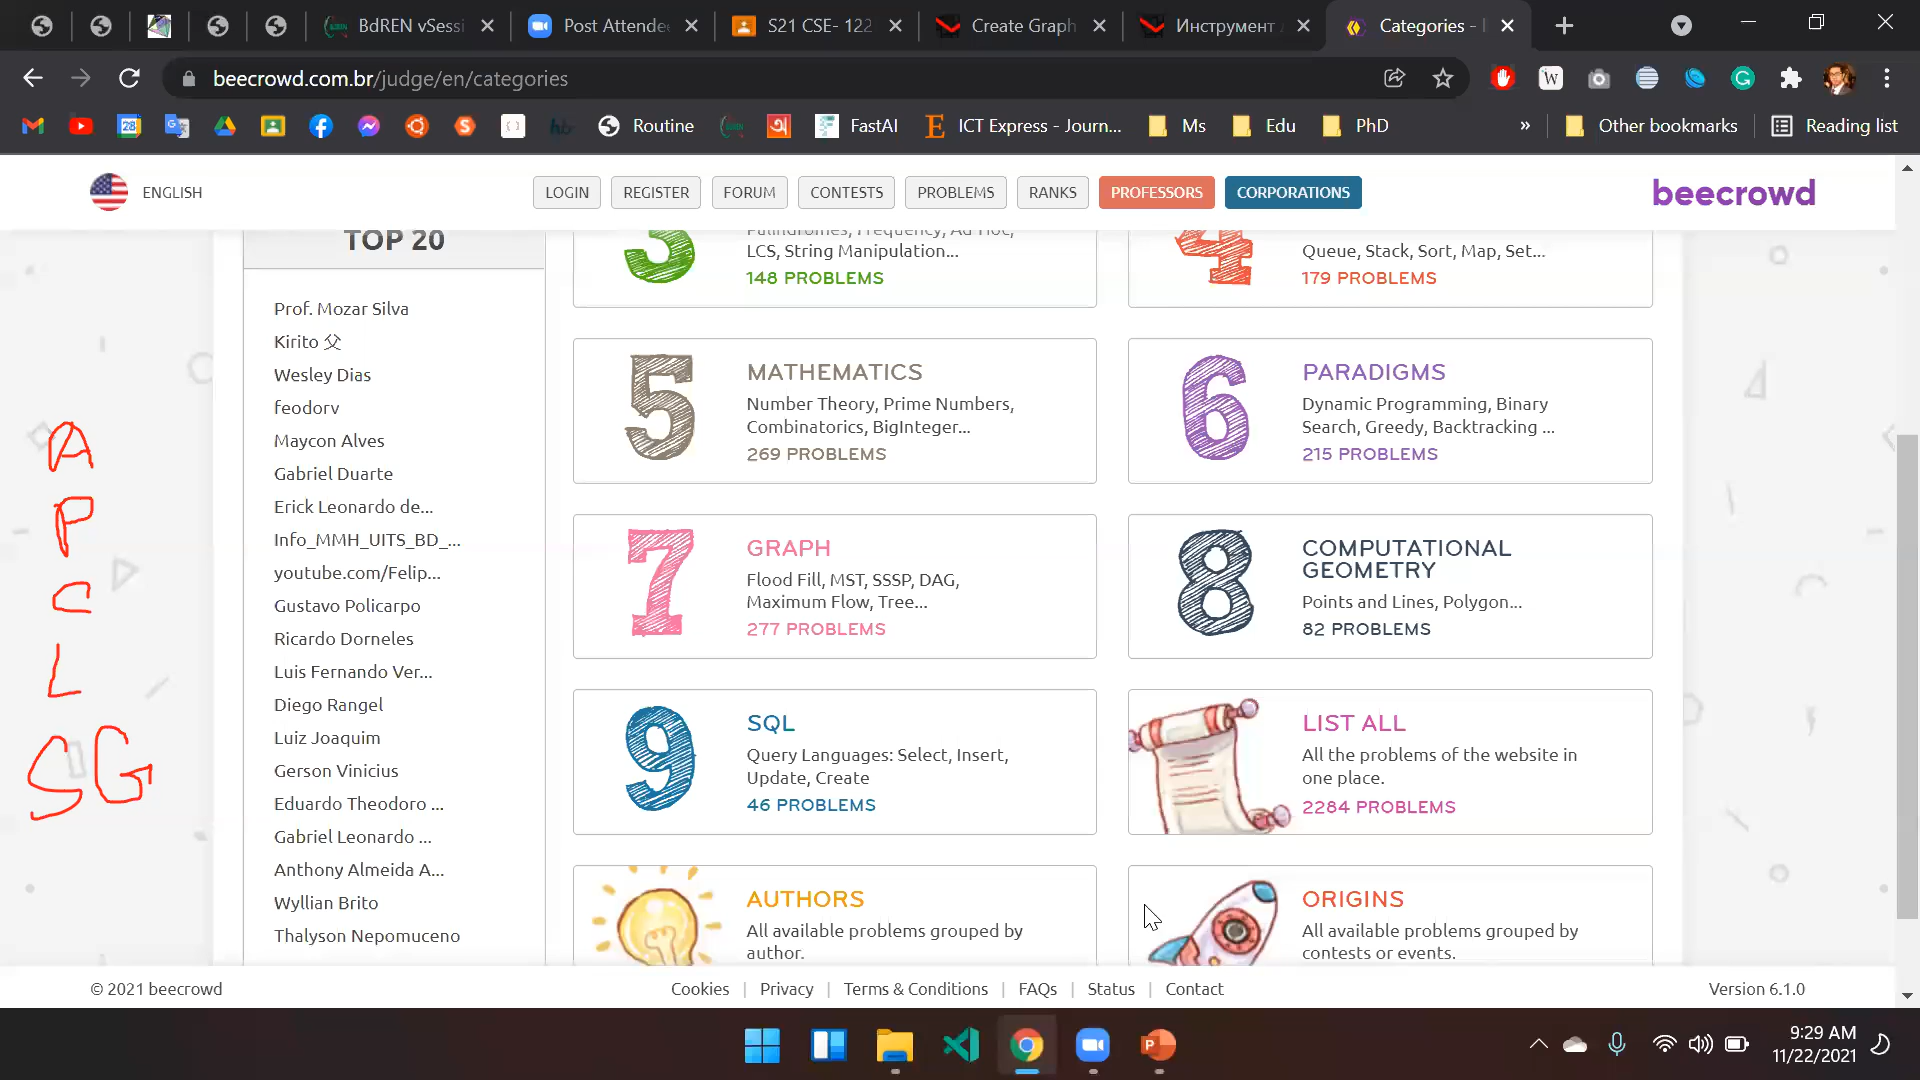 BdREN vSessi
Post Attende
S21 CSE- 122
Create Graph
Инструмент
Categories -
beecrowd.com.br/judge/en/categories
Routine
FastAI
ICT Express - Journ...
Ms
Edu
PhD
»
Other bookmarks
Reading list
ENGLISH
LOGIN
REGISTER
FORUM
CONTESTS
PROBLEMS
RANKS
PROFESSORS
CORPORATIONS
beecrowd
TOP 20
Prof. Mozar Silva
Kirito 父
Wesley Dias
feodorv
Maycon Alves
Gabriel Duarte
Erick Leonardo de...
Info_MMH_UITS_BD_...
youtube.com/Felip...
Gustavo Policarpo
Ricardo Dorneles
Luis Fernando Ver...
Diego Rangel
Luiz Joaquim
Gerson Vinicius
Eduardo Theodoro ...
Gabriel Leonardo ...
Anthony Almeida A...
Wyllian Brito
Thalyson Nepomuceno
A
P
C
L
SG
3
Palindromes, Frequency, Ad Hoc,
LCS, String Manipulation...
148 PROBLEMS
4
Queue, Stack, Sort, Map, Set...
179 PROBLEMS
5
MATHEMATICS
Number Theory, Prime Numbers,
Combinatorics, BigInteger...
269 PROBLEMS
6
PARADIGMS
Dynamic Programming, Binary
Search, Greedy, Backtracking ...
215 PROBLEMS
7
GRAPH
Flood Fill, MST, SSSP, DAG,
Maximum Flow, Tree...
277 PROBLEMS
8
COMPUTATIONAL
GEOMETRY
Points and Lines, Polygon...
82 PROBLEMS
9
SQL
Query Languages: Select, Insert,
Update, Create
46 PROBLEMS
LIST ALL
All the problems of the website in
one place.
2284 PROBLEMS
AUTHORS
All available problems grouped by
author.
ORIGINS
All available problems grouped by
contests or events.
© 2021 beecrowd
Cookies | Privacy | Terms & Conditions | FAQs | Status | Contact
Version 6.1.0
9:29 AM
11/22/2021